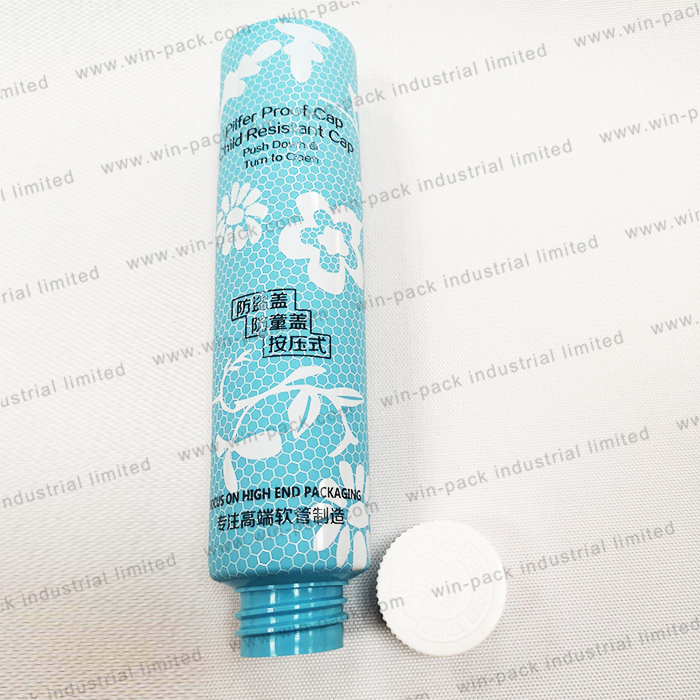 Pilfer Proof Cap
Child Resistant Cap
Push Down &
Turn to Open
防盗盖
防童盖
按压式
FOCUS ON HIGH END PACKAGING
专注高端软管制造
www.win-pack.com
win-pack industrial limited